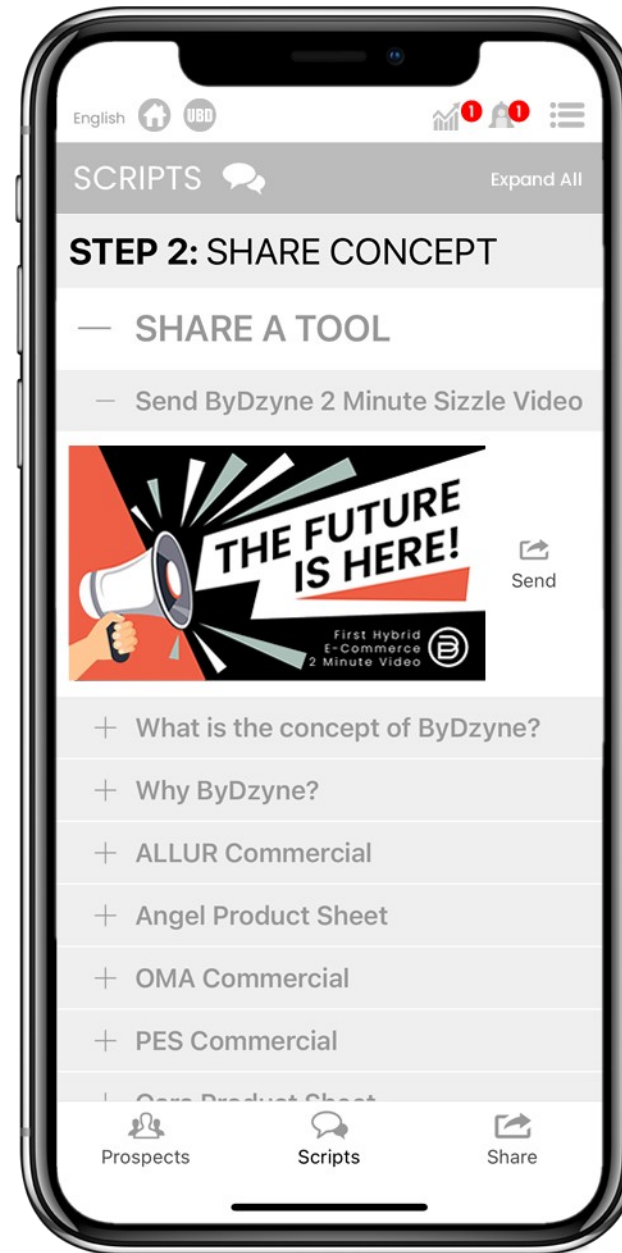 English UBD 1 1
SCRIPTS Expand All
STEP 2: SHARE CONCEPT
SHARE A TOOL
Send ByDzyne 2 Minute Sizzle Video
THE FUTURE
IS HERE!
Send
First Hybrid
E-Commerce
2 Minute Video B
What is the concept of ByDzyne?
Why ByDzyne?
ALLUR Commercial
Angel Product Sheet
OMA Commercial
PES Commercial
Product Sheet
Prospects Scripts Share